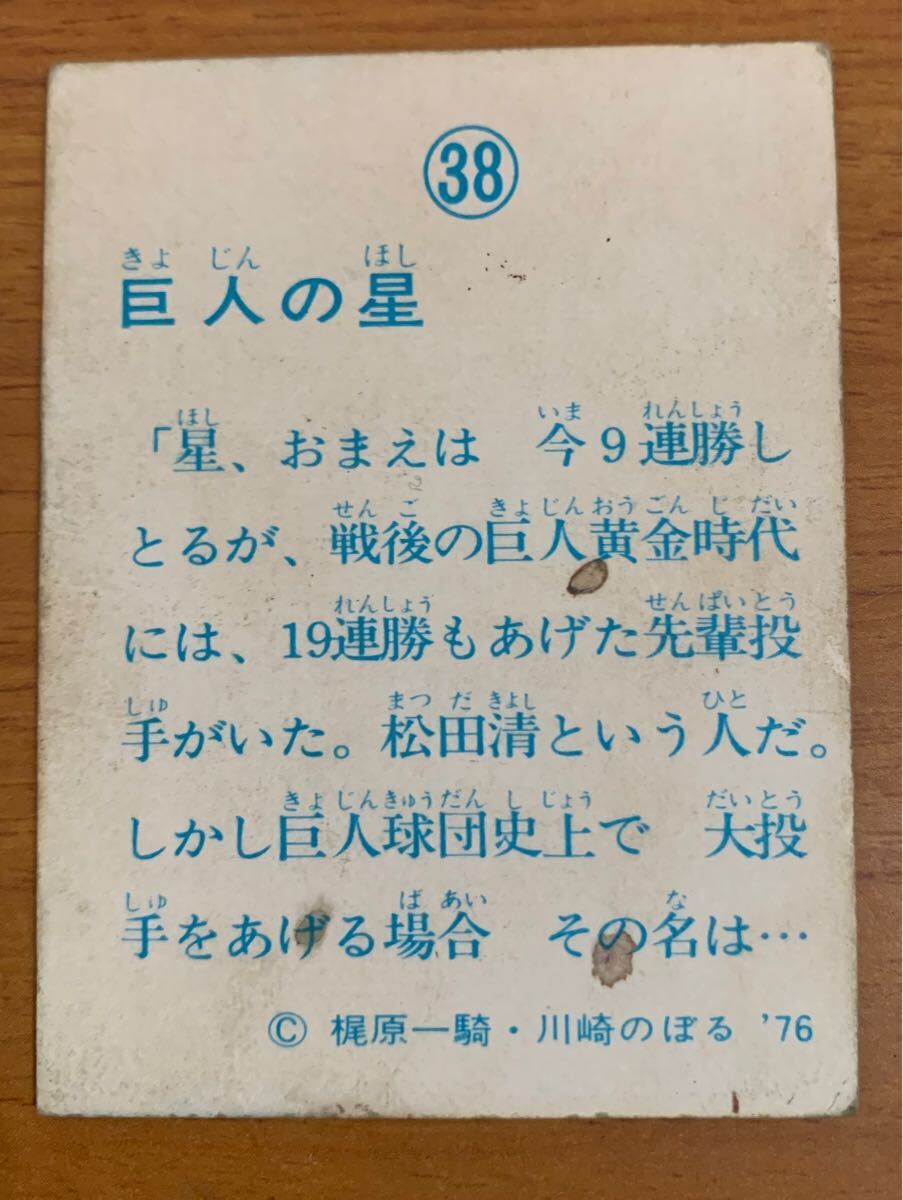 38
きょ じん ほし
巨人の星
ほし いま れんしょう
「星、おまえは 今9連勝し
せん ご きょ じん おう ごん じ だい
とるが、戦後の巨人黄金時代
れんしょう せん ぱい とう
には、19連勝もあげた先輩投
しゅ まつ だ きよし ひと
手がいた。松田清という人だ。
きょ じん きゅう だん し じょう だい とう
しかし巨人球団史上で 大投
しゅ ば あい な
手をあげる場合 その名は…
© 梶原一騎・川崎のぼる '76